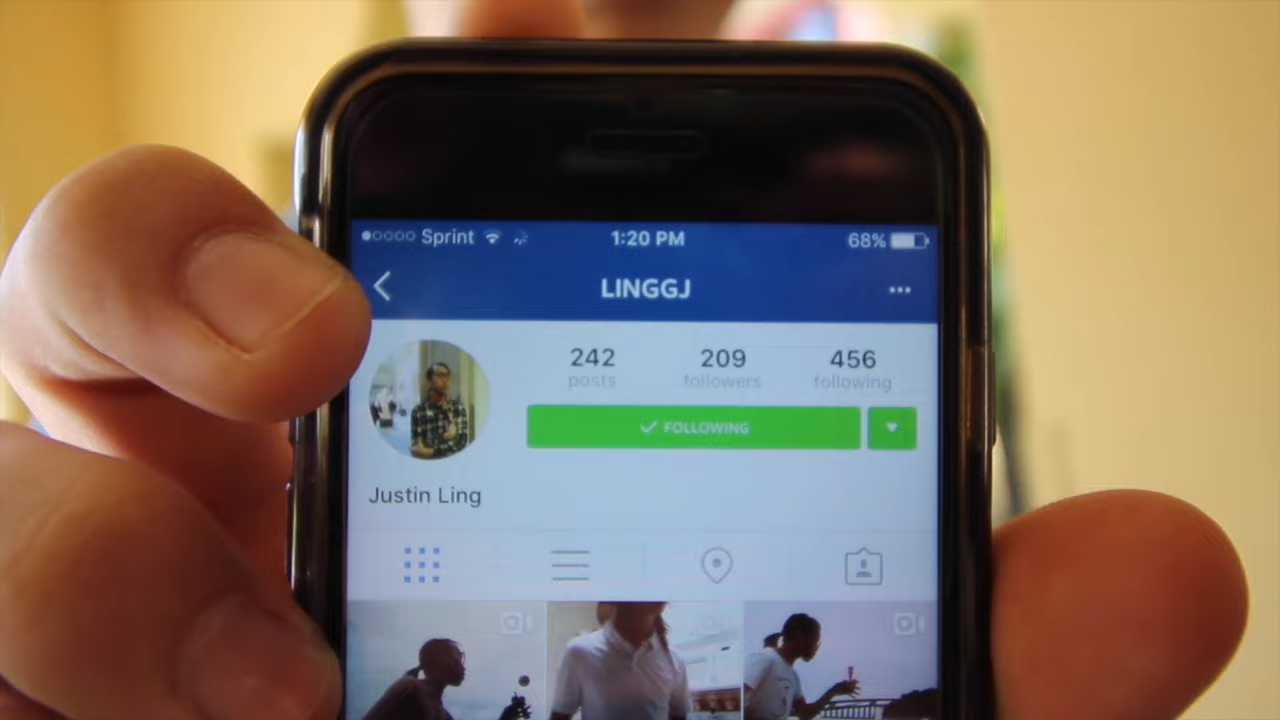 Sprint 1:20 PM 68%
LINGGJ
242 209 456
posts followers following
FOLLOWING
Justin Ling